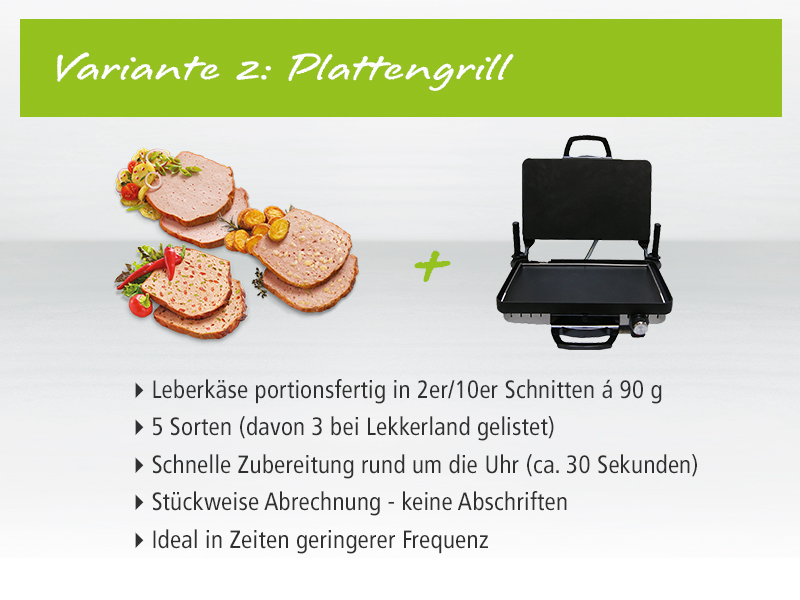 Variante 2: Plattengrill
+
Leberkäse portionsfertig in 2er/10er Schnitten á 90 g
5 Sorten (davon 3 bei Lekkerland gelistet)
Schnelle Zubereitung rund um die Uhr (ca. 30 Sekunden)
Stückweise Abrechnung - keine Abschriften
Ideal in Zeiten geringerer Frequenz